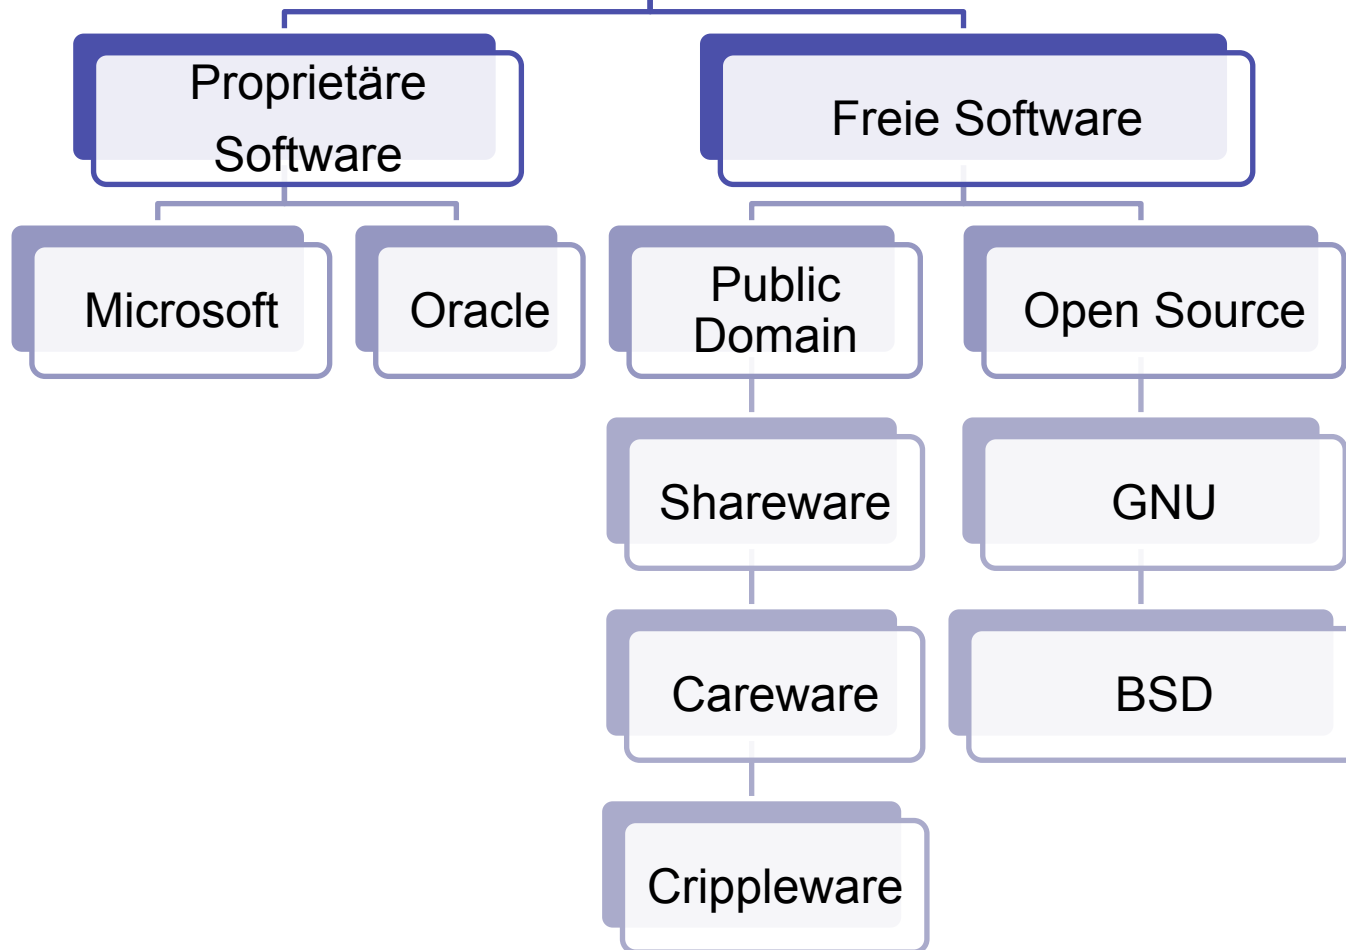 Proprietäre
Software
Freie Software
Microsoft
Oracle
Public
Domain
Open Source
Shareware
GNU
Careware
BSD
Crippleware